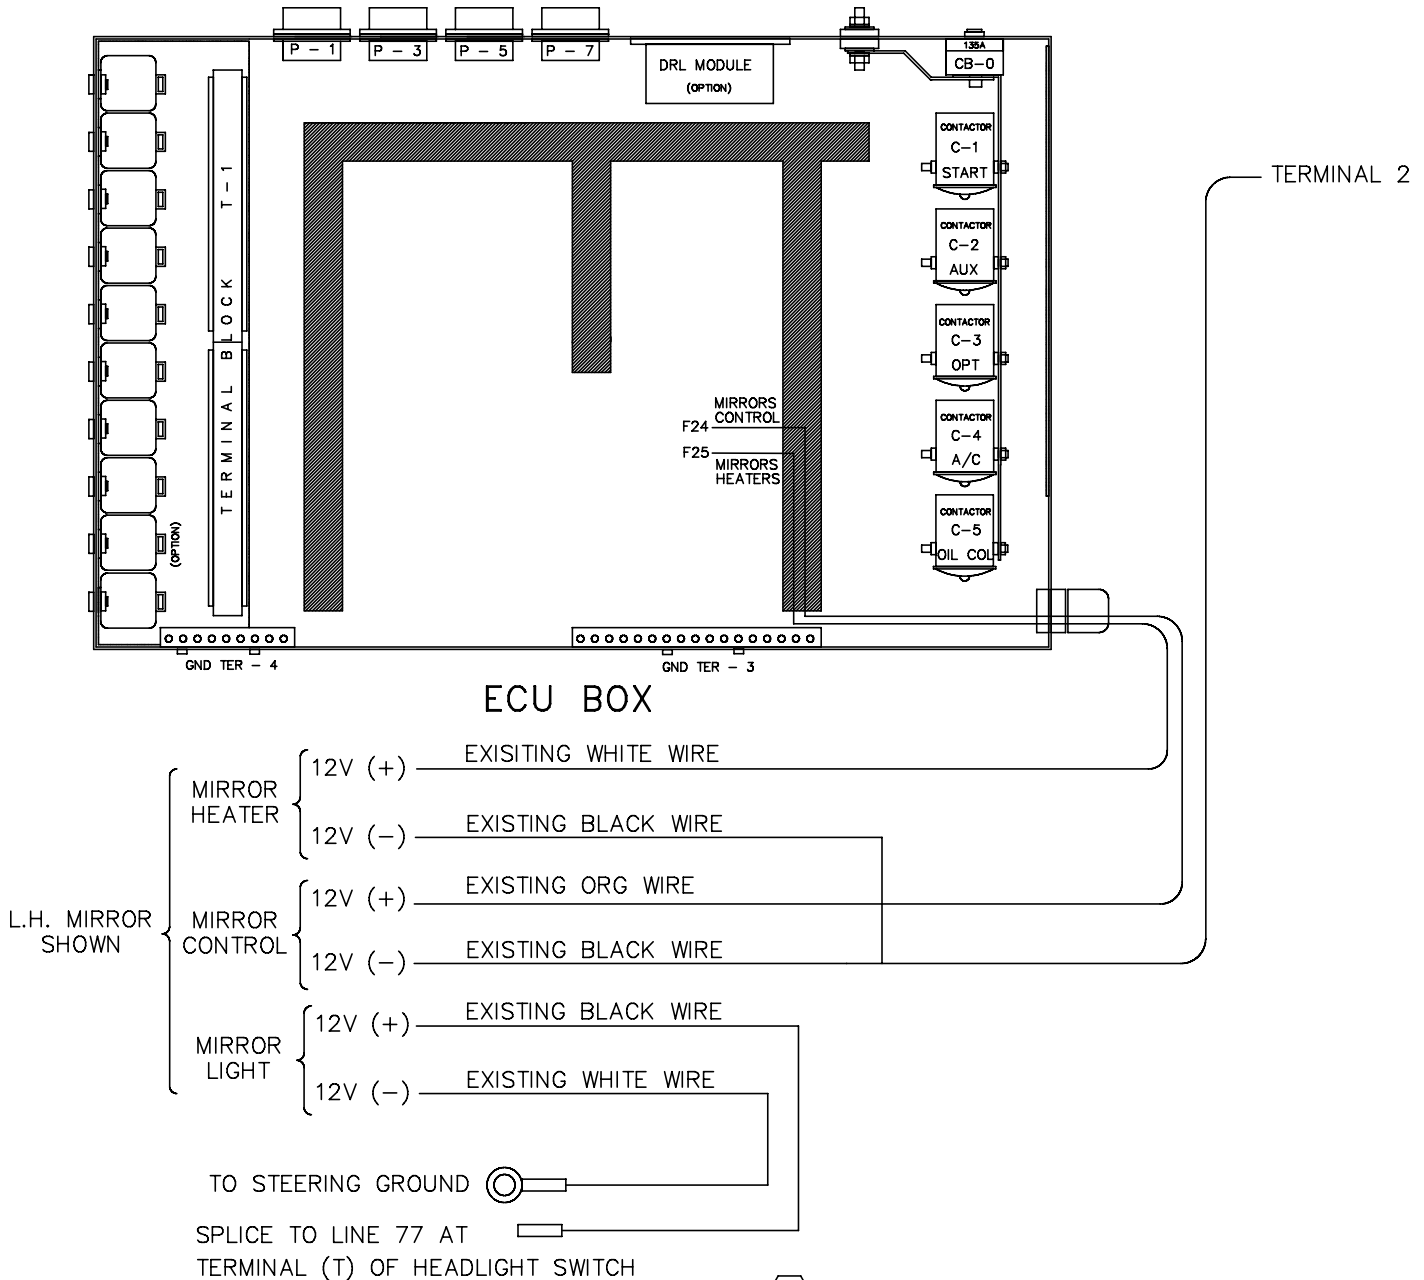 P - 1
P - 3
P - 5
P - 7
DRL MODULE
(OPTION)
135A
CB-0
CONTACTOR
C-1
START
CONTACTOR
C-2
AUX
CONTACTOR
C-3
OPT
CONTACTOR
C-4
A/C
CONTACTOR
C-5
OIL COL
TERMINAL 2
TERMINAL BLOCK T-1
(OPTION)
MIRRORS
CONTROL
F24
F25
MIRRORS
HEATERS
GND TER - 4
GND TER - 3
ECU BOX
L.H. MIRROR
SHOWN
MIRROR
HEATER
12V (+)
EXISITING WHITE WIRE
12V (-)
EXISTING BLACK WIRE
MIRROR
CONTROL
12V (+)
EXISTING ORG WIRE
12V (-)
EXISTING BLACK WIRE
MIRROR
LIGHT
12V (+)
EXISTING BLACK WIRE
12V (-)
EXISTING WHITE WIRE
TO STEERING GROUND
SPLICE TO LINE 77 AT
TERMINAL (T) OF HEADLIGHT SWITCH